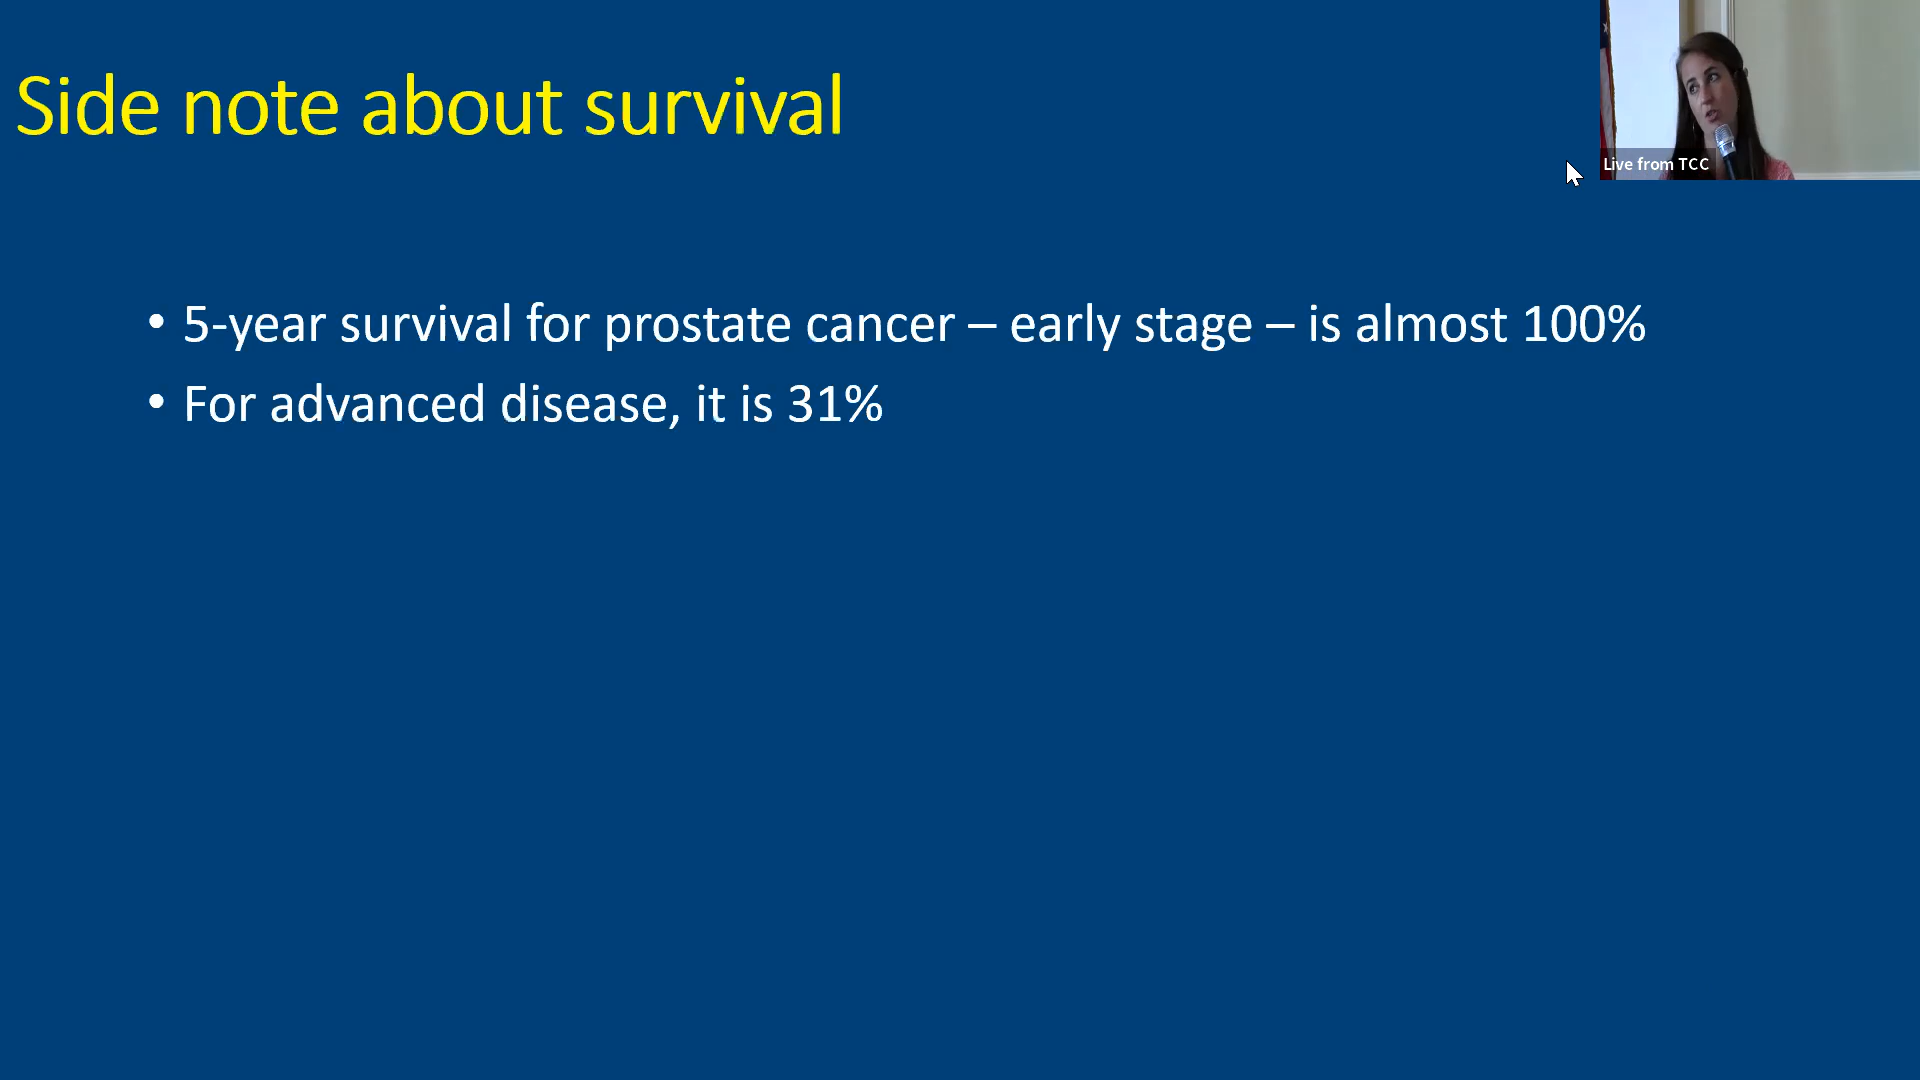 Side note about survival
Live from TCC
• 5-year survival for prostate cancer – early stage – is almost 100%
• For advanced disease, it is 31%